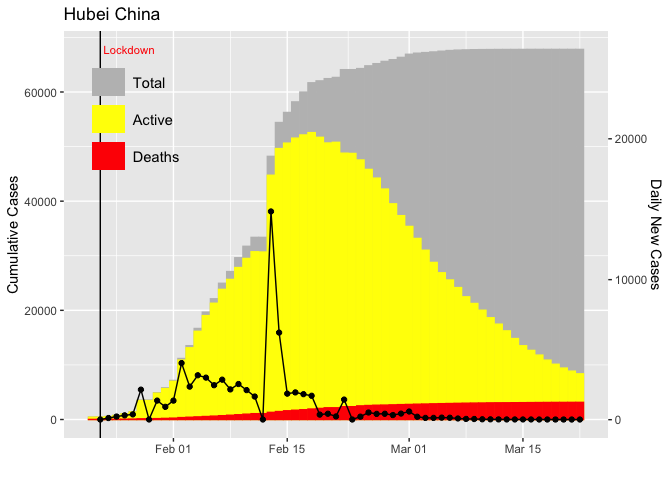 Hubei China
Lockdown
Total
Active
Deaths
60000
40000
20000
0
Cumulative Cases
20000
10000
0
Daily New Cases
Feb 01
Feb 15
Mar 01
Mar 15